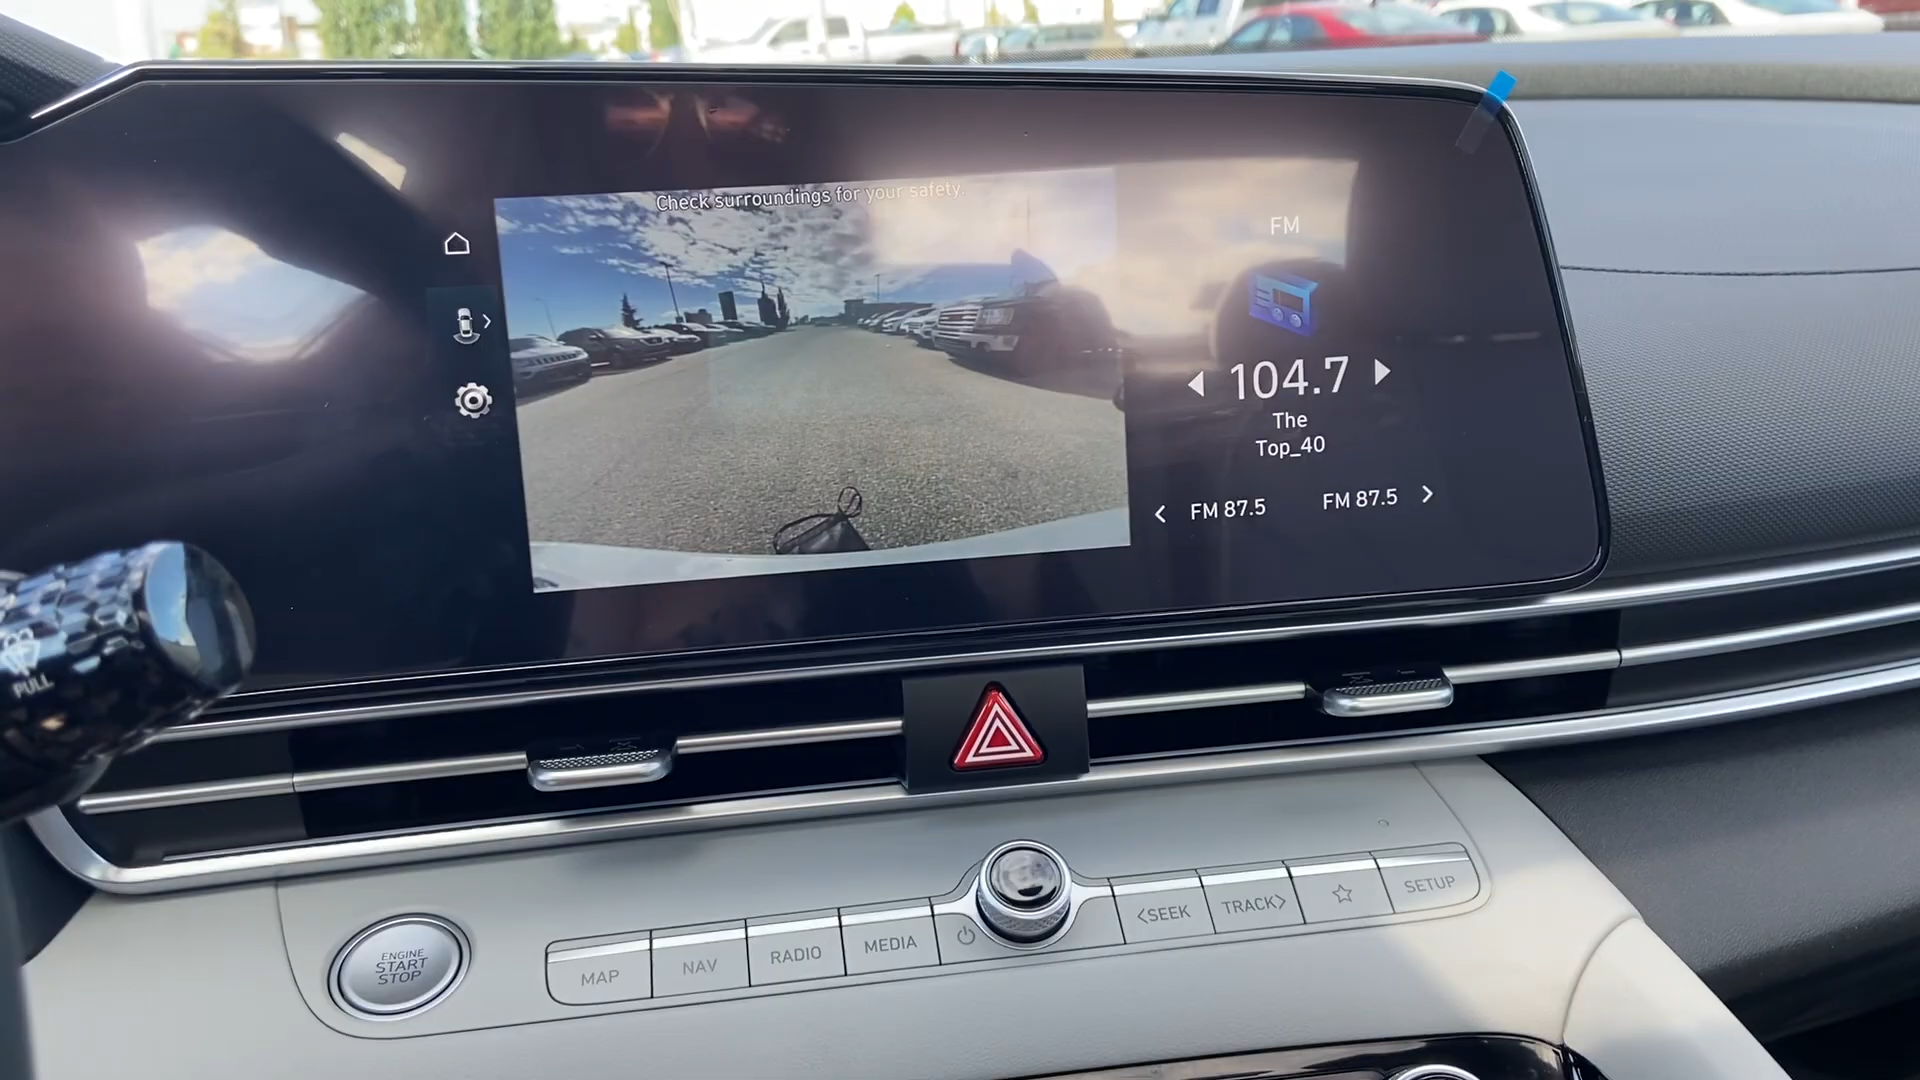 Check surroundings for your safety.
FM
104.7
The
Top_40
FM 87.5
FM 87.5
PULL
ENGINE
START
STOP
MAP
NAV
RADIO
MEDIA
SEEK
TRACK
SETUP